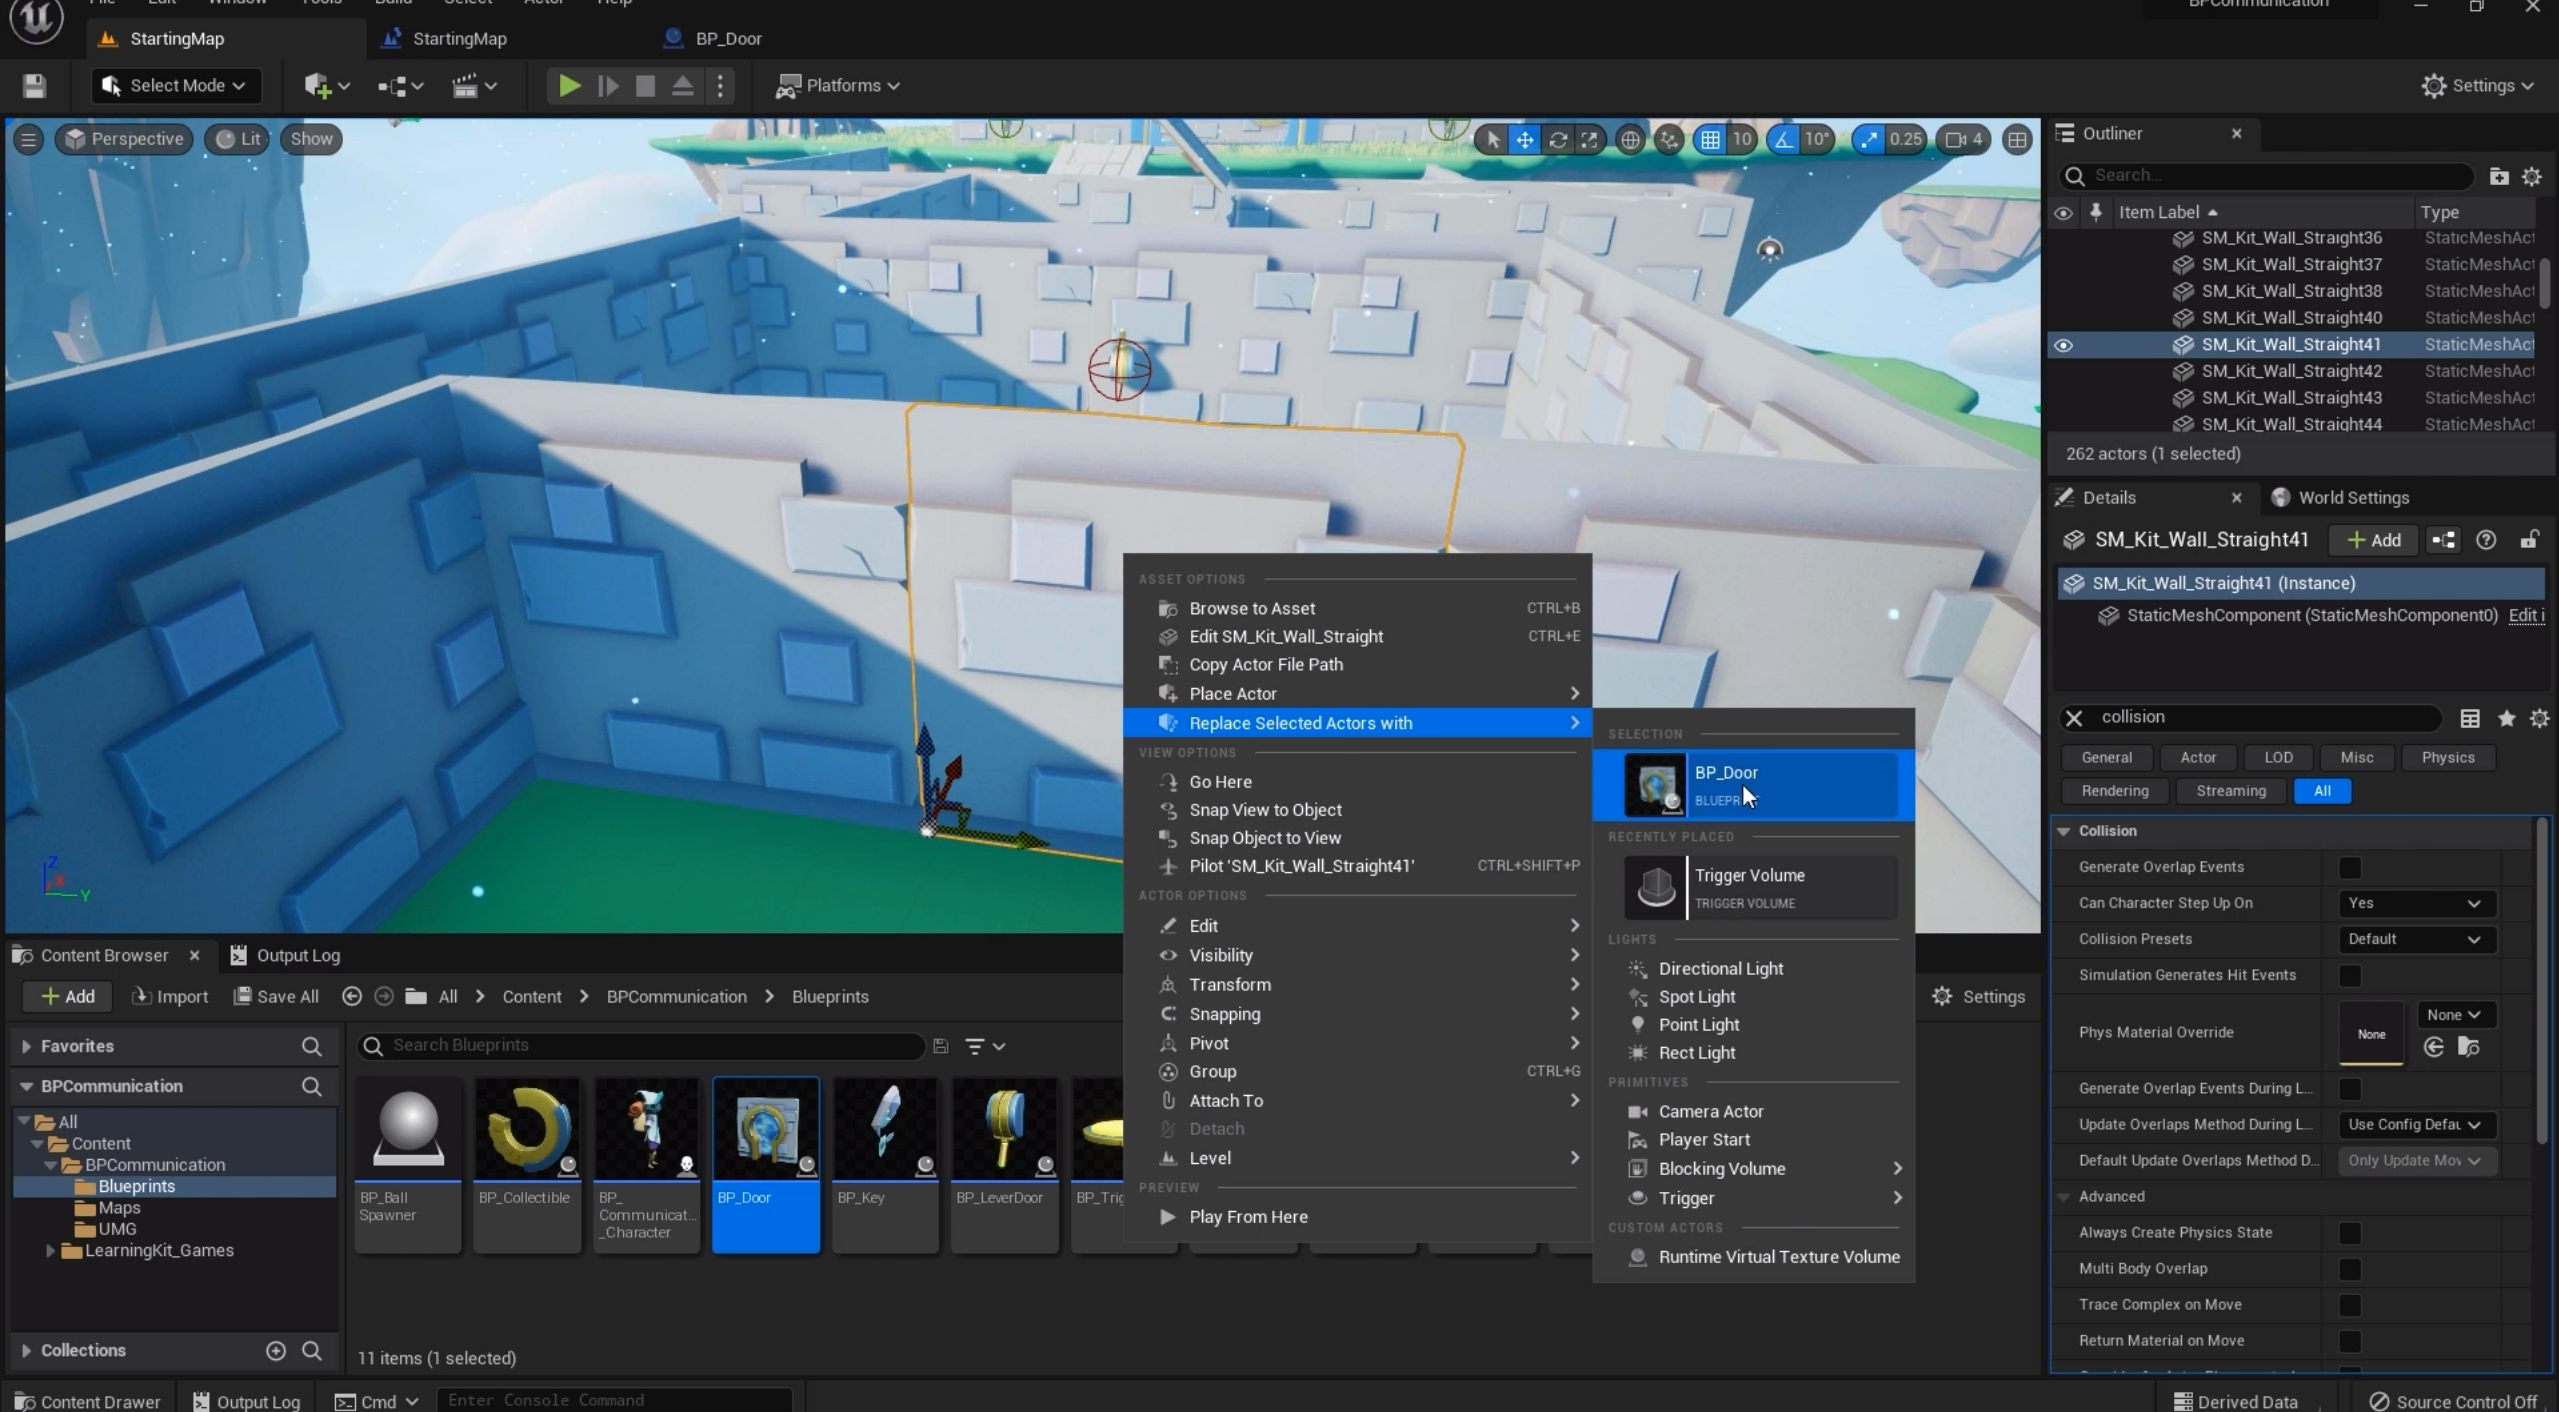 File Edit Window Tools Build Select Actor Help
BPCommunication
StartingMap
StartingMap
BP_Door
Select Mode
Platforms
Settings
Perspective
Lit
Show
10
10°
0.25
4
Outliner
Search...
Item Label
Type
SM_Kit_Wall_Straight36 StaticMeshAct
SM_Kit_Wall_Straight37 StaticMeshAct
SM_Kit_Wall_Straight38 StaticMeshAct
SM_Kit_Wall_Straight40 StaticMeshAct
SM_Kit_Wall_Straight41 StaticMeshAct
SM_Kit_Wall_Straight42 StaticMeshAct
SM_Kit_Wall_Straight43 StaticMeshAct
SM_Kit_Wall_Straight44 StaticMeshAct
262 actors (1 selected)
Details
World Settings
SM_Kit_Wall_Straight41
Add
SM_Kit_Wall_Straight41 (Instance)
StaticMeshComponent (StaticMeshComponent0) Edit i
collision
General Actor LOD Misc Physics
Rendering Streaming All
Collision
Generate Overlap Events
Can Character Step Up On Yes
Collision Presets Default
Simulation Generates Hit Events
Phys Material Override None None
Generate Overlap Events During L...
Update Overlaps Method During L... Use Config Defau
Default Update Overlaps Method D... Only Update Mov
Advanced
Always Create Physics State
Multi Body Overlap
Trace Complex on Move
Return Material on Move
ASSET OPTIONS
Browse to Asset CTRL+B
Edit SM_Kit_Wall_Straight CTRL+E
Copy Actor File Path
Place Actor
Replace Selected Actors with
VIEW OPTIONS
Go Here
Snap View to Object
Snap Object to View
Pilot 'SM_Kit_Wall_Straight41' CTRL+SHIFT+P
ACTOR OPTIONS
Edit
Visibility
Transform
Snapping
Pivot
Group CTRL+G
Attach To
Detach
Level
PREVIEW
Play From Here
SELECTION
BP_Door
RECENTLY PLACED
Trigger Volume
TRIGGER VOLUME
LIGHTS
Directional Light
Spot Light
Point Light
Rect Light
PRIMITIVES
Camera Actor
Player Start
Blocking Volume
Trigger
CUSTOM ACTORS
Runtime Virtual Texture Volume
Z
X
Y
Content Browser
Output Log
Add
Import
Save All
All > Content > BPCommunication > Blueprints
Settings
Favorites
BPCommunication
All
Content
BPCommunication
Blueprints
Maps
UMG
LearningKit_Games
Collections
Search Blueprints
BP_Ball
Spawner
BP_Collectible
BP_
Communicat...
_Character
BP_Door
BP_Key
BP_LeverDoor
BP_Trig
11 items (1 selected)
Content Drawer
Output Log
Cmd
Enter Console Command
Derived Data
Source Control Off